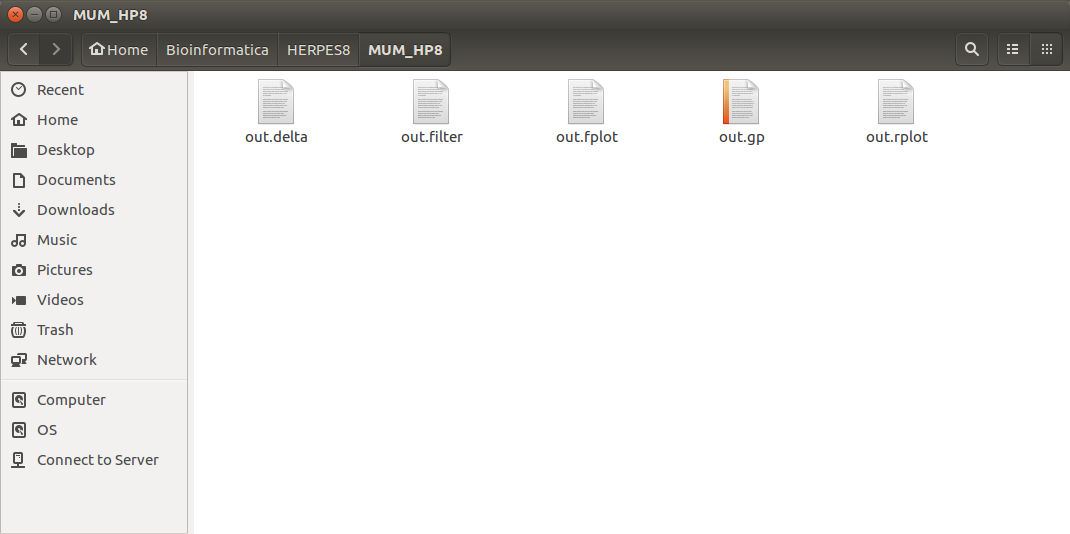 MUM_HP8
Home Bioinformatica HERPES8 MUM_HP8
Recent
Home
Desktop
Documents
Downloads
Music
Pictures
Videos
Trash
Network
Computer
OS
Connect to Server
out.delta out.filter out.fplot out.gp out.rplot